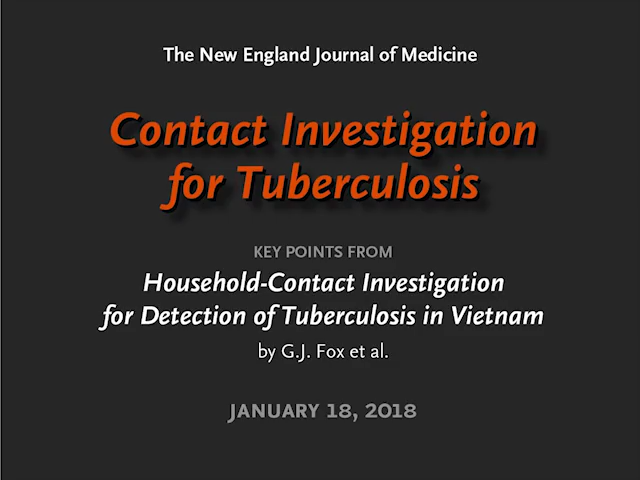 The New England Journal of Medicine
Contact Investigation
for Tuberculosis
KEY POINTS FROM
Household-Contact Investigation
for Detection of Tuberculosis in Vietnam
by G.J. Fox et al.
JANUARY 18, 2018